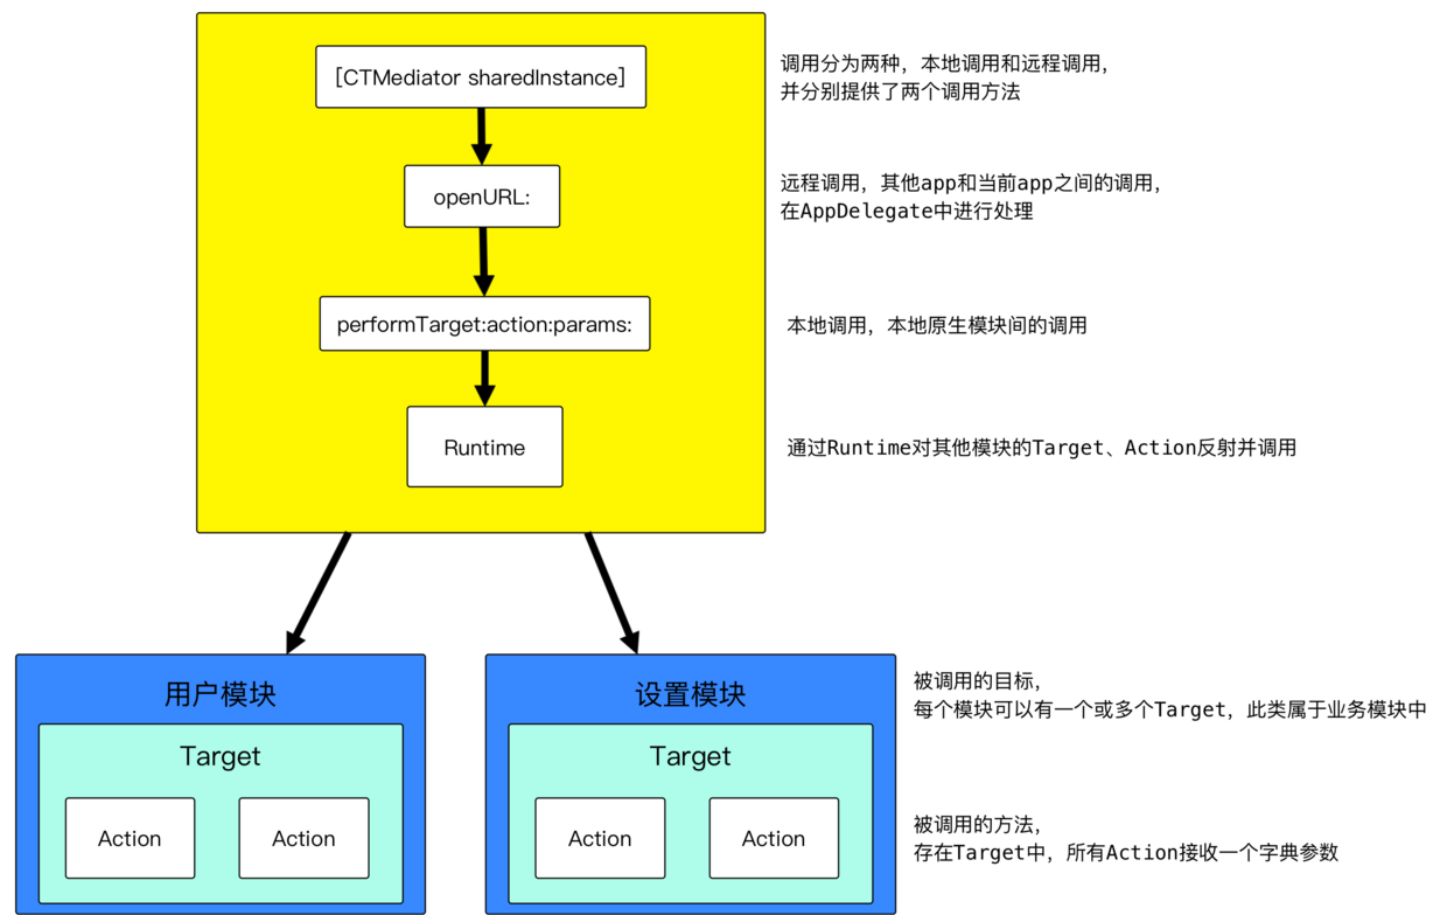 [CTMediator sharedInstance]
调用分为两种，本地调用和远程调用，
并分别提供了两个调用方法
openURL:
远程调用，其他app和当前app之间的调用，
在AppDelegate中进行处理
performTarget:action:params:
本地调用，本地原生模块间的调用
Runtime
通过Runtime对其他模块的Target、Action反射并调用
用户模块
Target
Action
Action
设置模块
Target
Action
Action
被调用的目标，
每个模块可以有一个或多个Target，此类属于业务模块中
被调用的方法，
存在Target中，所有Action接收一个字典参数